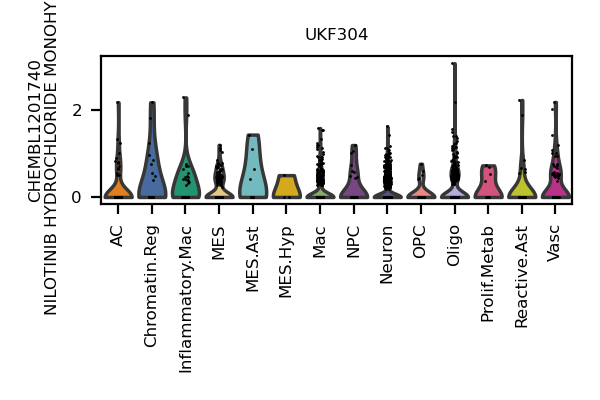 UKF304
CHEMBL1201740
NILOTINIB HYDROCHLORIDE MONOHY
2
0
AC
Chromatin.Reg
Inflammatory.Mac
MES
MES.Ast
MES.Hyp
Mac
NPC
Neuron
OPC
Oligo
Prolif.Metab
Reactive.Ast
Vasc